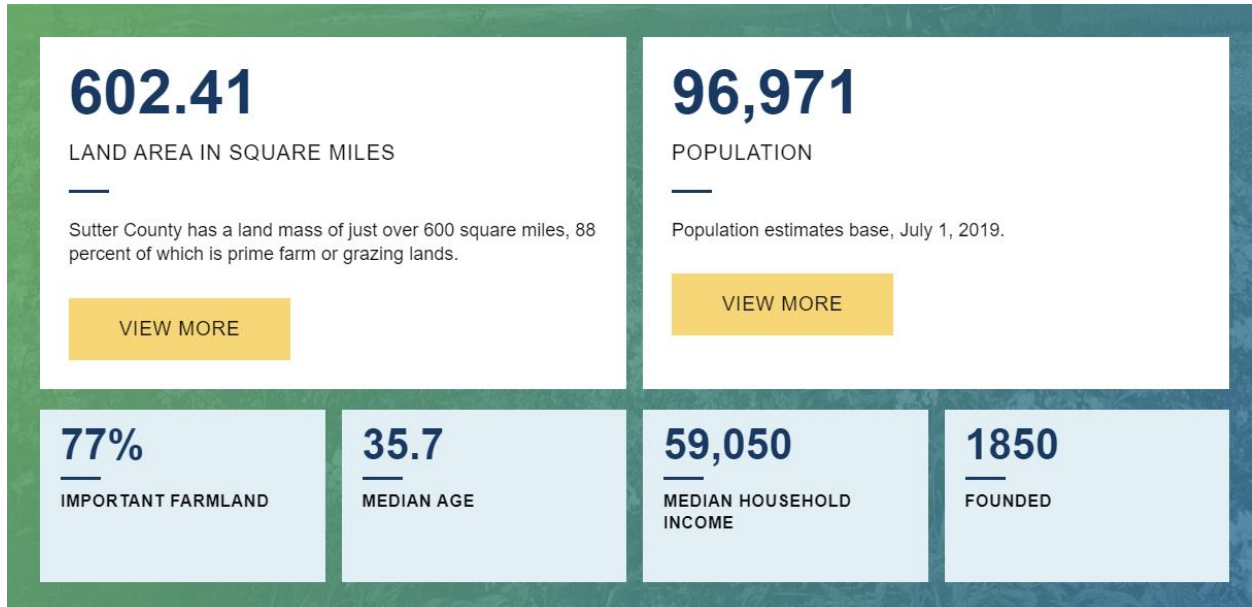 602.41
LAND AREA IN SQUARE MILES
Sutter County has a land mass of just over 600 square miles, 88
percent of which is prime farm or grazing lands.
VIEW MORE
96,971
POPULATION
Population estimates base, July 1, 2019.
VIEW MORE
77%
IMPORTANT FARMLAND
35.7
MEDIAN AGE
59,050
MEDIAN HOUSEHOLD
INCOME
1850
FOUNDED